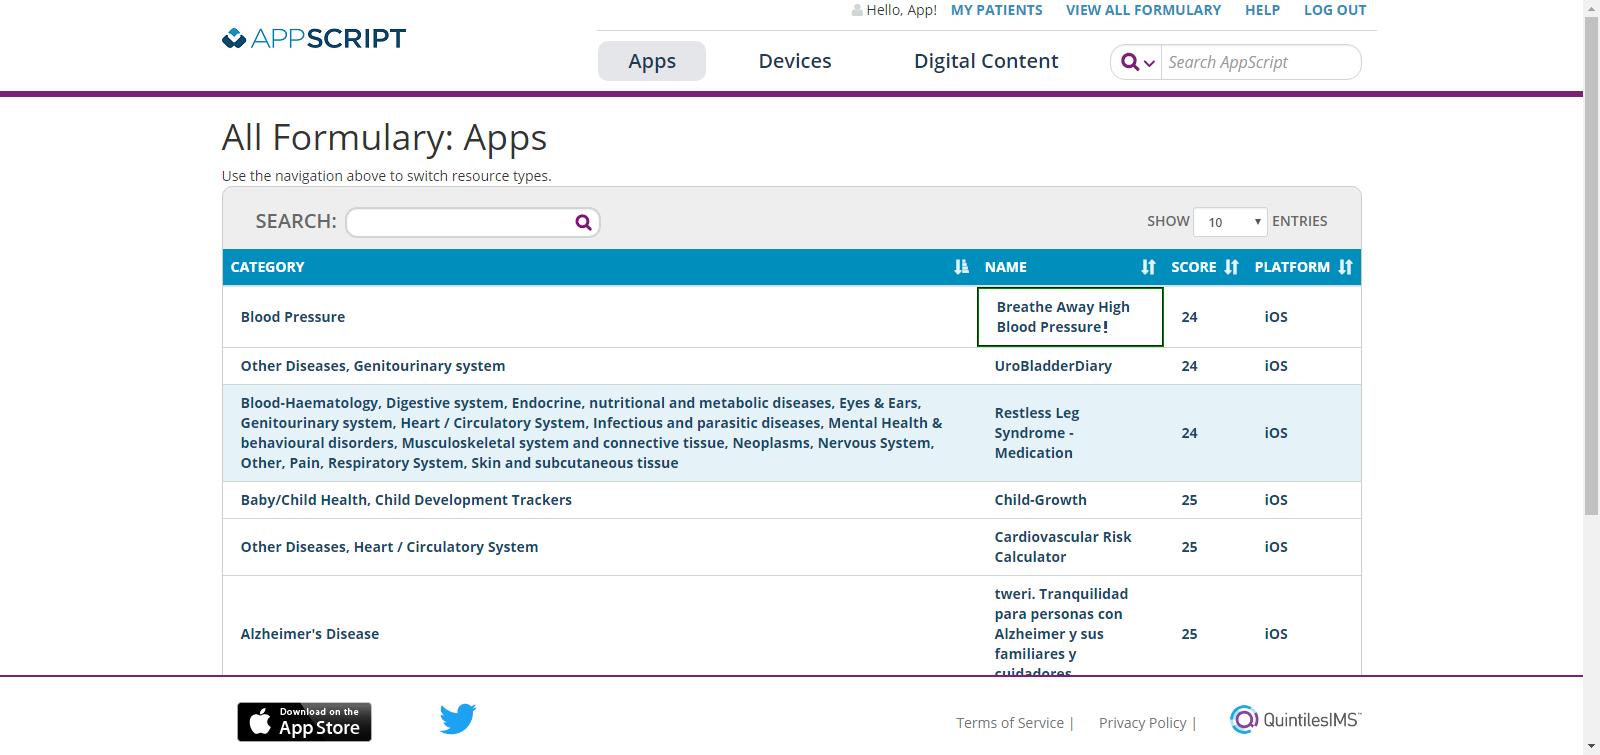 Hello, App! MY PATIENTS VIEW ALL FORMULARY HELP LOG OUT
APPSCRIPT
Apps Devices Digital Content Search AppScript
All Formulary: Apps
Use the navigation above to switch resource types.
SEARCH: SHOW 10 ENTRIES
CATEGORY NAME SCORE PLATFORM
Blood Pressure
Breathe Away High
Blood Pressure!
24 iOS
Other Diseases, Genitourinary system UroBladderDiary 24 iOS
Blood-Haematology, Digestive system, Endocrine, nutritional and metabolic diseases, Eyes & Ears,
Genitourinary system, Heart / Circulatory System, Infectious and parasitic diseases, Mental Health &
behavioural disorders, Musculoskeletal system and connective tissue, Neoplasms, Nervous System,
Other, Pain, Respiratory System, Skin and subcutaneous tissue
Restless Leg
Syndrome -
Medication
24 iOS
Baby/Child Health, Child Development Trackers Child-Growth 25 iOS
Other Diseases, Heart / Circulatory System
Cardiovascular Risk
Calculator
25 iOS
Alzheimer's Disease
tweri. Tranquilidad
para personas con
Alzheimer y sus
familiares y
cuidadores
25 iOS
Download on the
App Store
Terms of Service | Privacy Policy | QuintilesIMS™